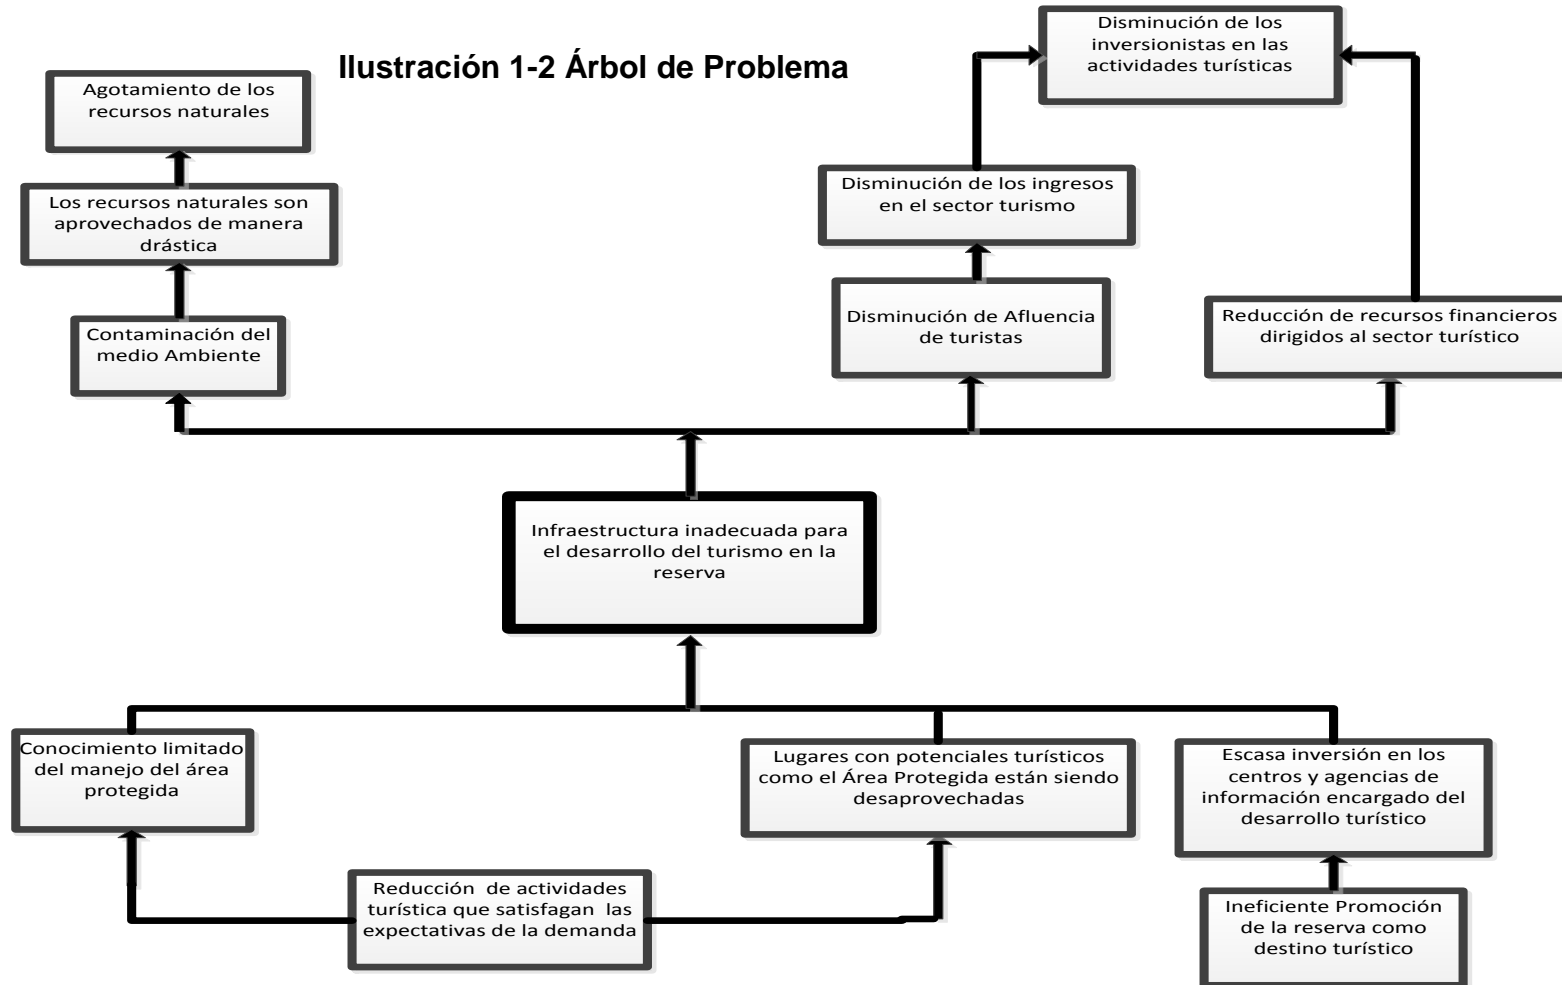 Ilustración 1-2 Árbol de Problema
Disminución de los
inversionistas en las
actividades turísticas
Agotamiento de los
recursos naturales
Los recursos naturales son
aprovechados de manera
drástica
Disminución de los ingresos
en el sector turismo
Contaminación del
medio Ambiente
Disminución de Afluencia
de turistas
Reducción de recursos financieros
dirigidos al sector turístico
Infraestructura inadecuada para
el desarrollo del turismo en la
reserva
Conocimiento limitado
del manejo del área
protegida
Lugares con potenciales turísticos
como el Área Protegida están siendo
desaprovechadas
Escasa inversión en los
centros y agencias de
información encargado del
desarrollo turístico
Reducción  de actividades
turística que satisfagan  las
expectativas de la demanda
Ineficiente Promoción
de la reserva como
destino turístico